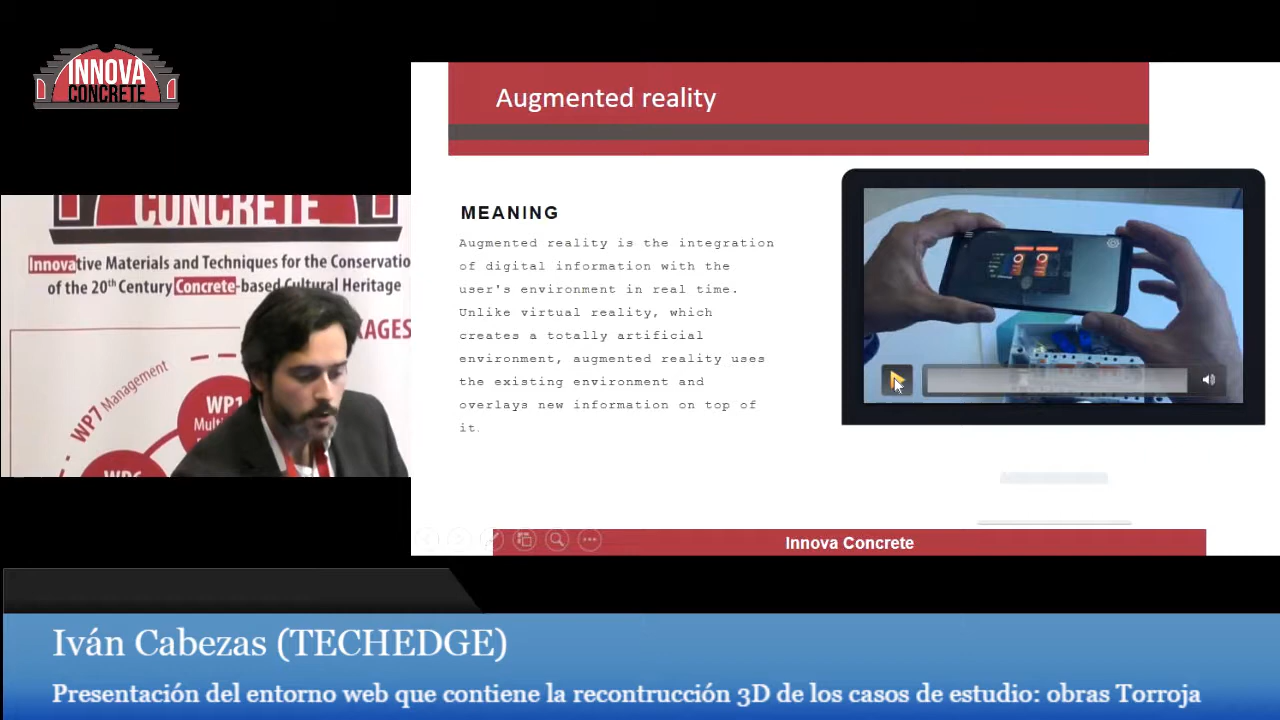 INNOVA
CONCRETE
Augmented reality
CONCRETE
Innovative Materials and Techniques for the Conservatio
of the 20th Century Concrete-based Cultural Heritage
KAGES
WP7 Management
WP1
Multi
WP6
MEANING
Augmented reality is the integration
of digital information with the
user's environment in real time.
Unlike virtual reality, which
creates a totally artificial
environment, augmented reality uses
the existing environment and
overlays new information on top of
it.
Innova Concrete
Iván Cabezas (TECHEDGE)
Presentación del entorno web que contiene la recontrucción 3D de los casos de estudio: obras Torroja